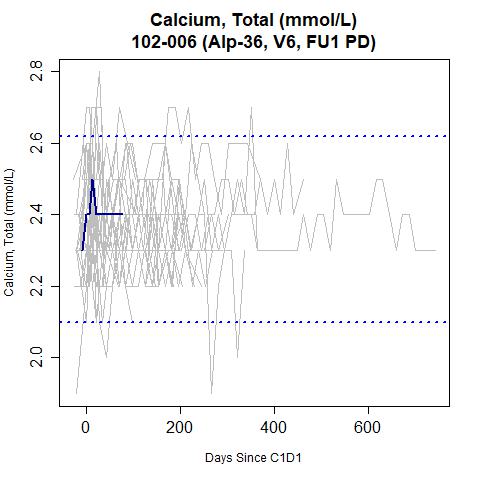 Calcium, Total (mmol/L)
102-006 (Alp-36, V6, FU1 PD)
Calcium, Total (mmol/L)
2.8
2.6
2.4
2.2
2.0
0 200 400 600
Days Since C1D1